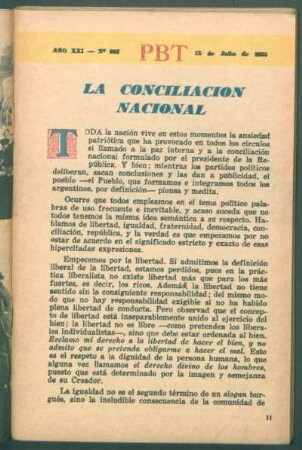 AÑO XXI — Nº 982
PBT
15 de Julio de 1955
LA CONCILIACION
NACIONAL
TODA la nación vive en estos momentos la ansiedad
patriótica que ha provocado en todos los círculos
el llamado a la paz interna y a la conciliación
nacional formulado por el presidente de la Re-
pública. Y bien; mientras los partidos políticos
deliberan, sacan conclusiones y las dan a publicidad, el
pueblo —el Pueblo, que formamos e integramos todos los
argentinos, por definición— piensa y medita.
Ocurre que todos empleamos en el tema político palabras
de uso frecuente e inevitable, y acaso suceda que no
todos tenemos la misma idea semántica a su respecto. Ha-
blamos de libertad, igualdad, fraternidad, democracia, con-
citación, república, y la verdad es que empezamos por no
estar de acuerdo en el significado estricto y exacto de esas
hipercitadas expresiones.
Empecemos por la libertad. Si admitimos la definición
liberal de la libertad, estamos perdidos, pues en la práctica
liberalista no existe libertad más que para los más
fuertes, es decir, los ricos. Además, la libertad no tiene
sentido sin la consiguiente responsabilidad; del mismo modo
que no hay responsabilidad exigible si no ha habido
plena libertad de conducta. Pero observad que el concepto
de libertad está inseparablemente unido al ejercicio del
bien; la libertad no es libre —como pretenden los libera-
les individualistas—, sino que debe estar ordenada al bien.
Reclamo mi derecho a la libertad de hacer el bien, y no
admito que se pretenda obligarme a hacer el mal. Esto
es el respeto a la dignidad de la persona humana, lo que
alguna vez llamamos el derecho divino de los hombres,
puesto que está determinado por la imagen y semejanza
de su Creador.
La igualdad no es el segundo término de un slogan bur-
gués, sino la ineludible consecuencia de la comunidad de
11